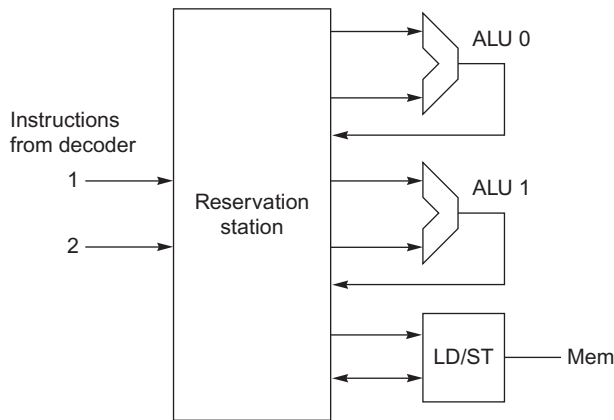 ALU 0
Instructions
from decoder
1
2
Reservation
station
ALU 1
LD/ST
Mem